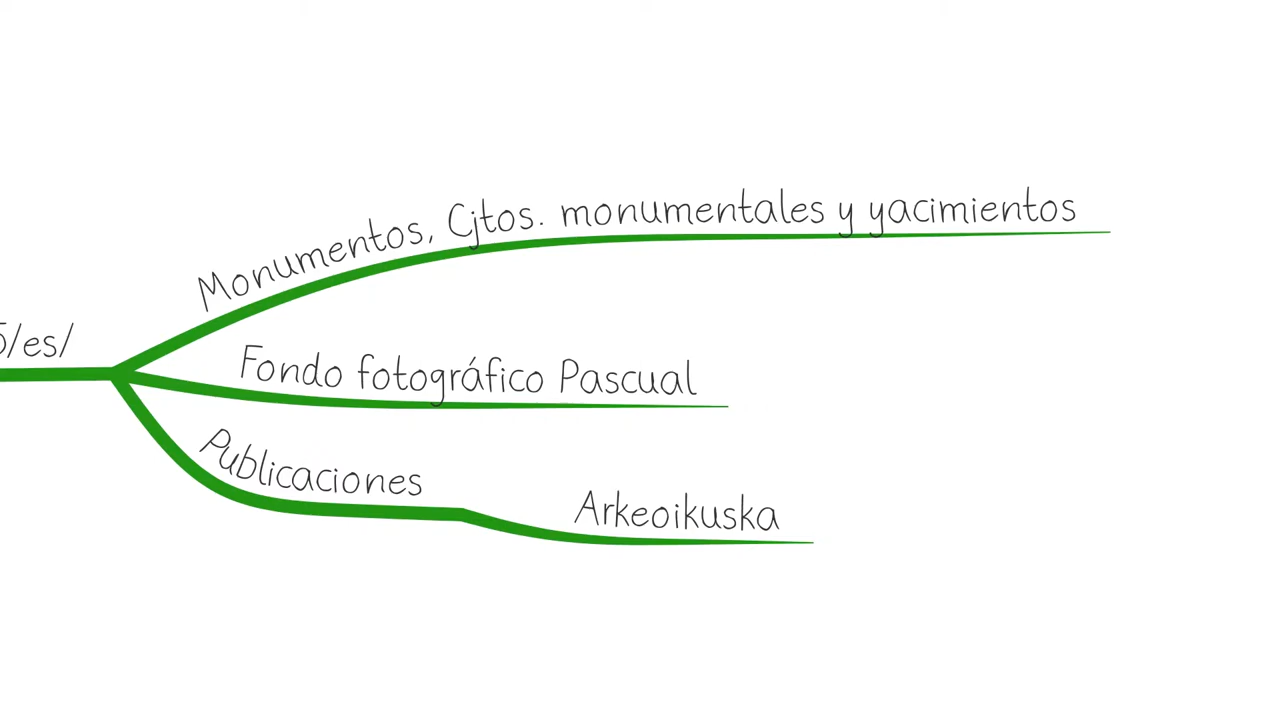 Monumentos, Cjtos. monumentales y yacimientos
/es/
Fondo fotográfico Pascual
Publicaciones
Arkeoikuska